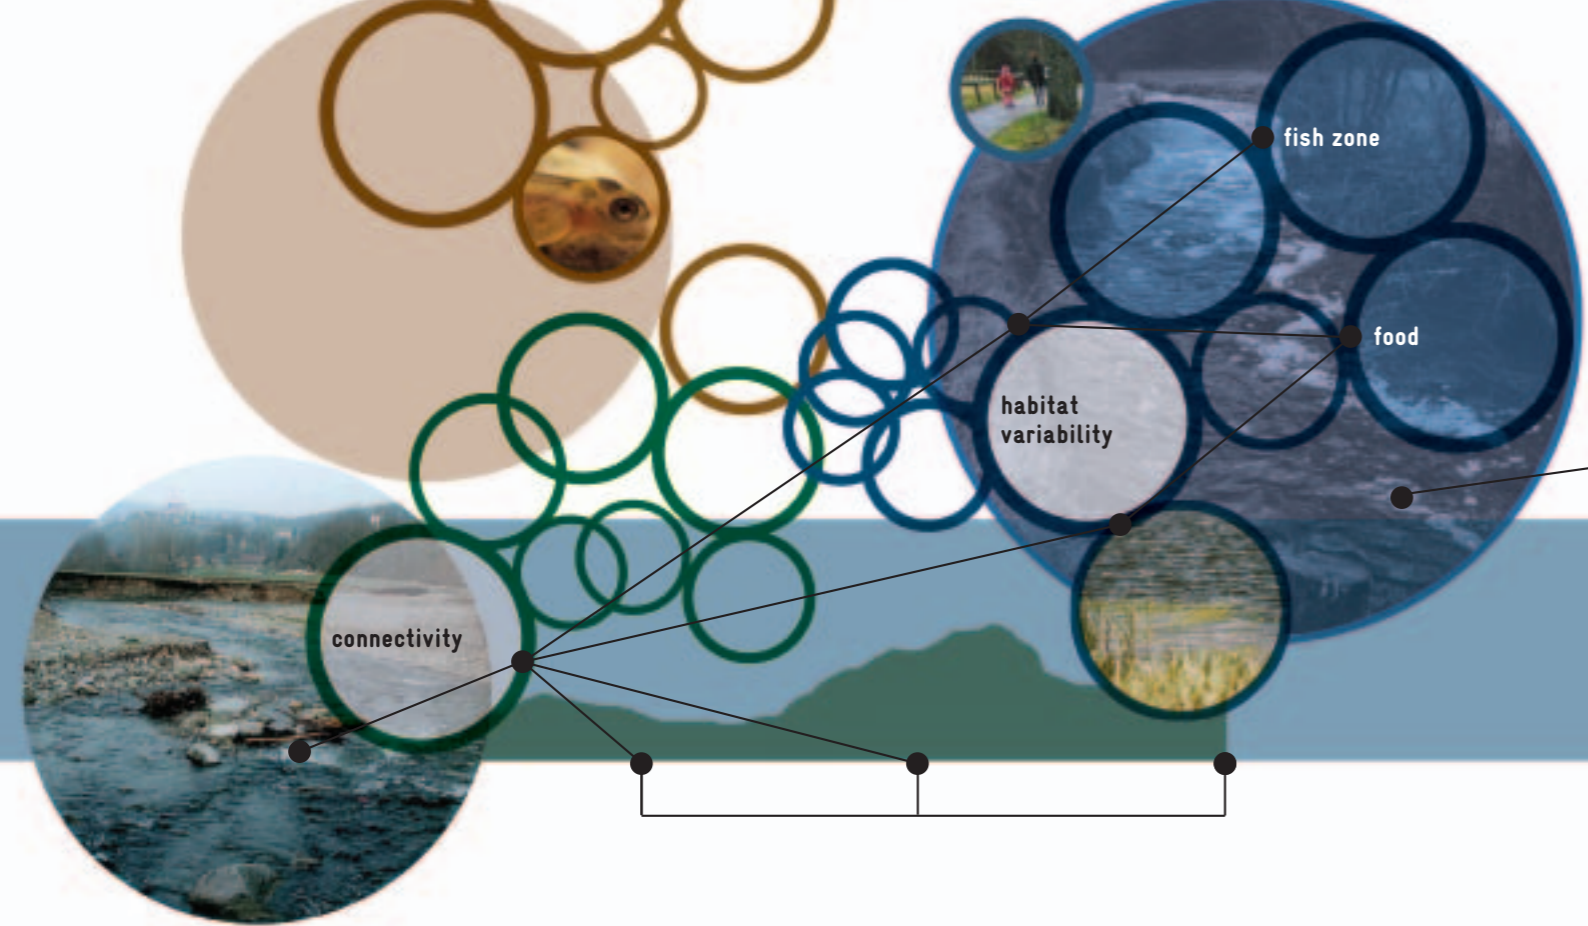 fish zone
food
habitat
variability
connectivity